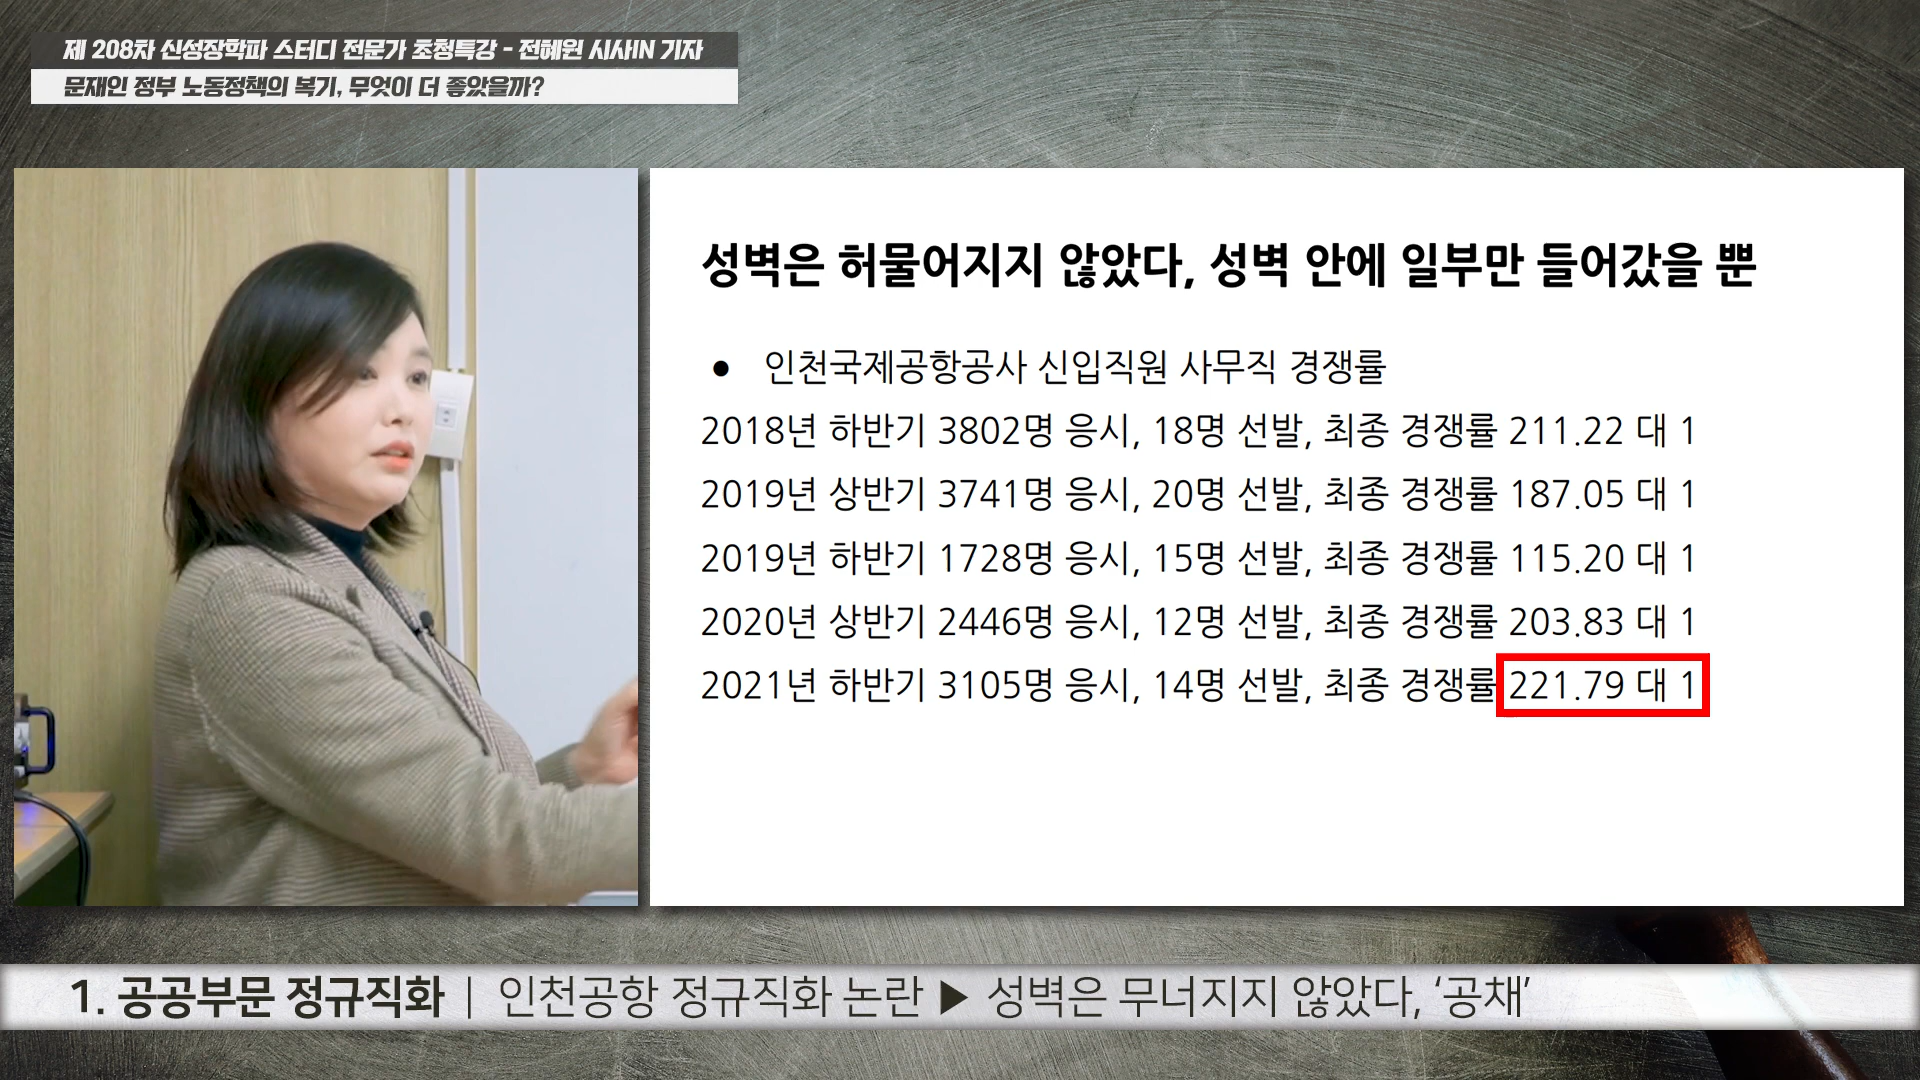 제 208차 신성장학파 스터디 전문가 초청특강 - 전혜원 시사IN 기자
문재인 정부 노동정책의 복기, 무엇이 더 좋았을까?
성벽은 허물어지지 않았다, 성벽 안에 일부만 들어갔을 뿐
● 인천국제공항공사 신입직원 사무직 경쟁률
2018년 하반기 3802명 응시, 18명 선발, 최종 경쟁률 211.22 대 1
2019년 상반기 3741명 응시, 20명 선발, 최종 경쟁률 187.05 대 1
2019년 하반기 1728명 응시, 15명 선발, 최종 경쟁률 115.20 대 1
2020년 상반기 2446명 응시, 12명 선발, 최종 경쟁률 203.83 대 1
2021년 하반기 3105명 응시, 14명 선발, 최종 경쟁률 221.79 대 1
1. 공공부문 정규직화 | 인천공항 정규직화 논란 ▶ 성벽은 무너지지 않았다, ‘공채’